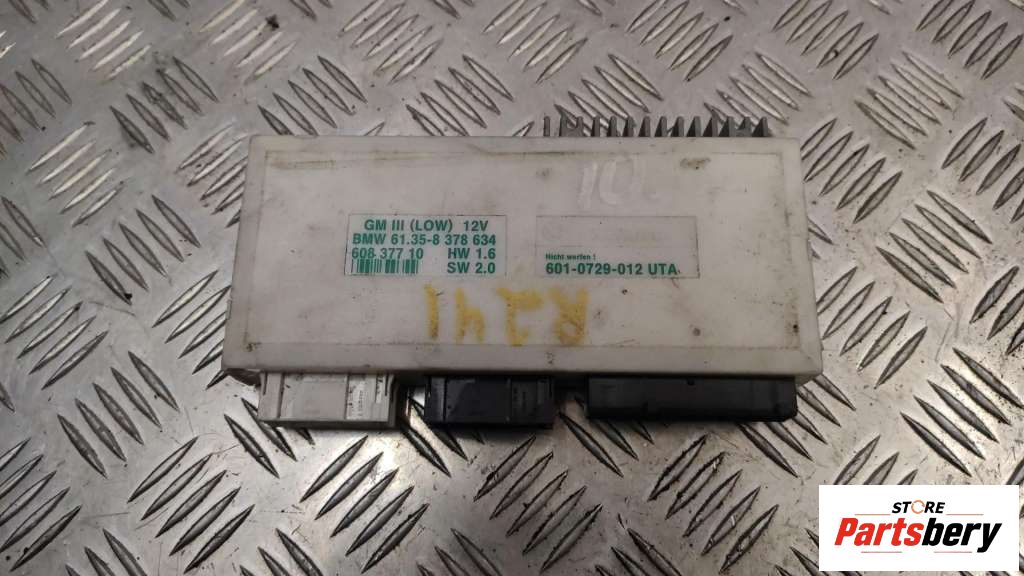 10
GM III (LOW) 12V
BMW 61.35-8 378 634
608 377 10 HW 1.6
SW 2.0
Nicht werfen !
601-0729-012 UTA
R241
STORE
Partsbery